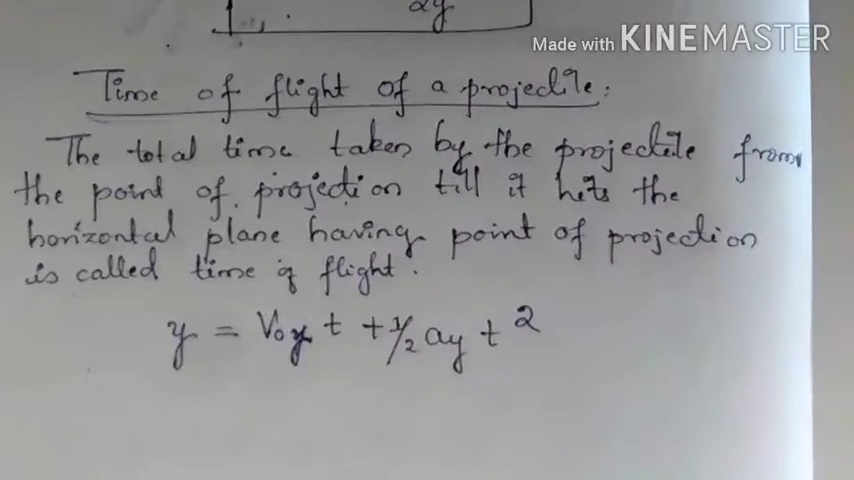 2g
Made with KINEMASTER
Time of flight of a projectile:
The total time taken by the projectile from
the point of projection till it hits the
horizontal plane having point of projection
is called time of flight.
y = Voy t + 1/2 ay t 2